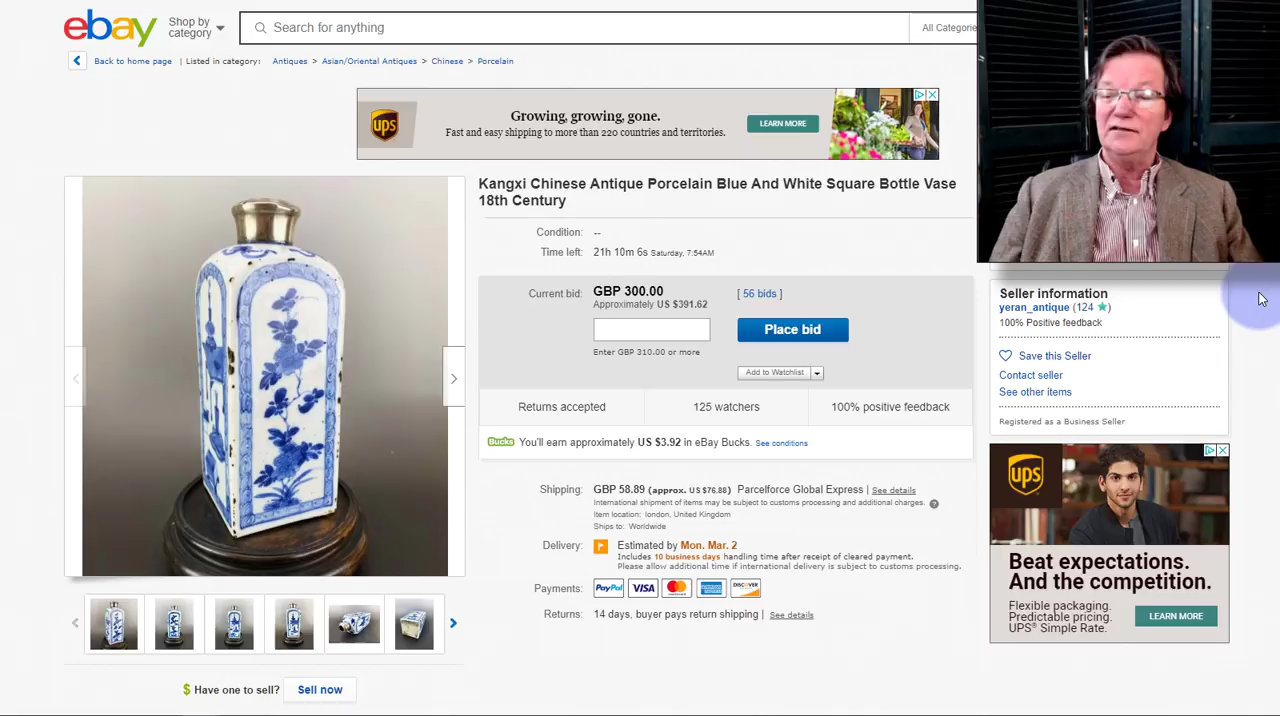 ebay
Shop by
category
Search for anything
All Categorie
Back to home page | Listed in category: Antiques > Asian/Oriental Antiques > Chinese > Porcelain
ups
Growing, growing, gone.
Fast and easy shipping to more than 220 countries and territories.
LEARN MORE
Kangxi Chinese Antique Porcelain Blue And White Square Bottle Vase
18th Century
Condition: --
Time left: 21h 10m 6s Saturday, 7:54AM
Current bid: GBP 300.00 [ 56 bids ]
Approximately US $391.62
Place bid
Enter GBP 310.00 or more
Add to Watchlist
Returns accepted 125 watchers 100% positive feedback
Bucks You'll earn approximately US $3.92 in eBay Bucks. See conditions
Shipping: GBP 58.89 (approx. US $76.88) Parcelforce Global Express | See details
International shipment of items may be subject to customs processing and additional charges. ?
Item location: london, United Kingdom
Ships to: Worldwide
Delivery: Estimated by Mon. Mar. 2
Includes 10 business days handling time after receipt of cleared payment.
Please allow additional time if international delivery is subject to customs processing.
Payments: PayPal VISA MasterCard AMERICAN EXPRESS DISCOVER
Returns: 14 days, buyer pays return shipping | See details
$ Have one to sell? Sell now
Seller information
yeran_antique (124 ★)
100% Positive feedback
Save this Seller
Contact seller
See other items
Registered as a Business Seller
ups
Beat expectations.
And the competition.
Flexible packaging.
Predictable pricing.
UPS® Simple Rate.
LEARN MORE